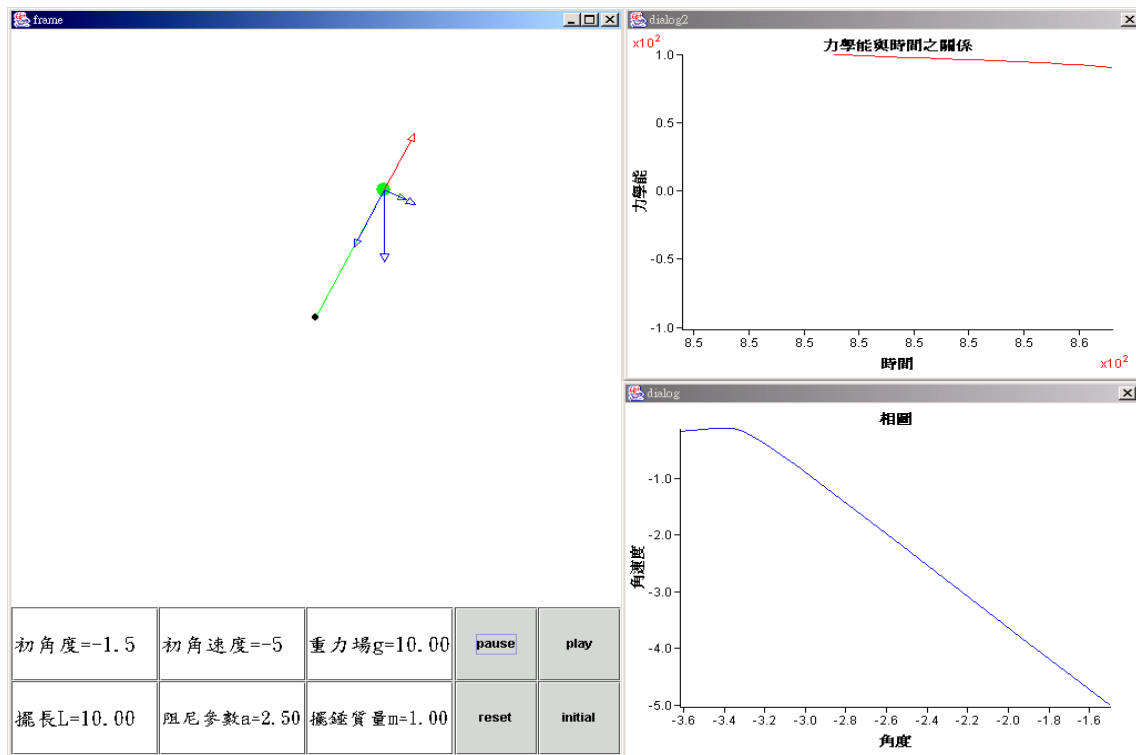 frame
初角度=-1.5
初角速度=-5
重力場g=10.00
pause
play
擺長L=10.00
阻尼參數a=2.50
擺錘質量m=1.00
reset
initial
dialog2
力學能與時間之關係
x10²
1.0
0.5
0.0
-0.5
-1.0
力學能
8.5 8.5 8.5 8.5 8.5 8.5 8.5 8.6
時間
x10²
dialog
相圖
-1.0
-2.0
-3.0
-4.0
-5.0
角速度
-3.6 -3.4 -3.2 -3.0 -2.8 -2.6 -2.4 -2.2 -2.0 -1.8 -1.6
角度